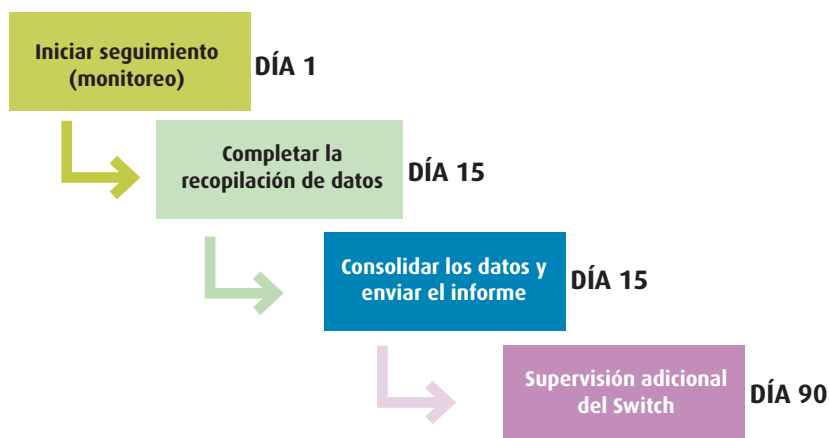 Iniciar seguimiento
(monitoreo)
DÍA 1
Completar la
recopilación de datos
DÍA 15
Consolidar los datos y
enviar el informe
DÍA 15
Supervisión adicional
del Switch
DÍA 90